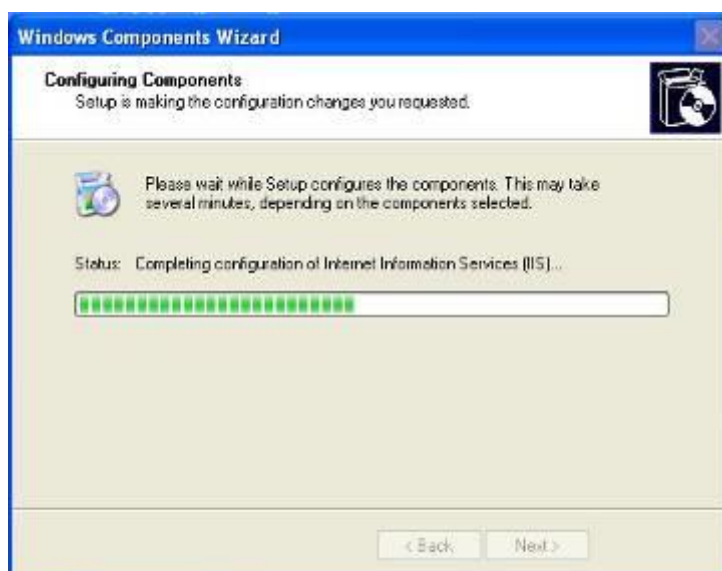 Windows Components Wizard
Configuring Components
Setup is making the configuration changes you requested.
Please wait while Setup configures the components. This may take
several minutes, depending on the components selected.
Status: Completing configuration of Internet Information Services (IIS)...
< Back Next >